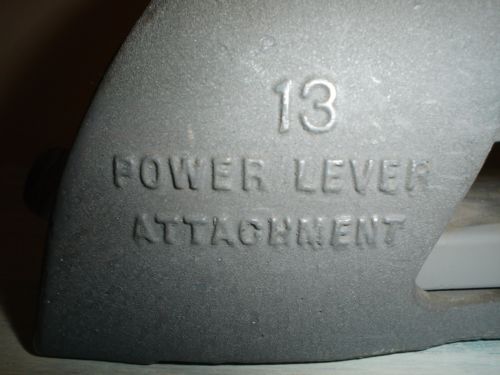 13
POWER LEVER
ATTACHMENT